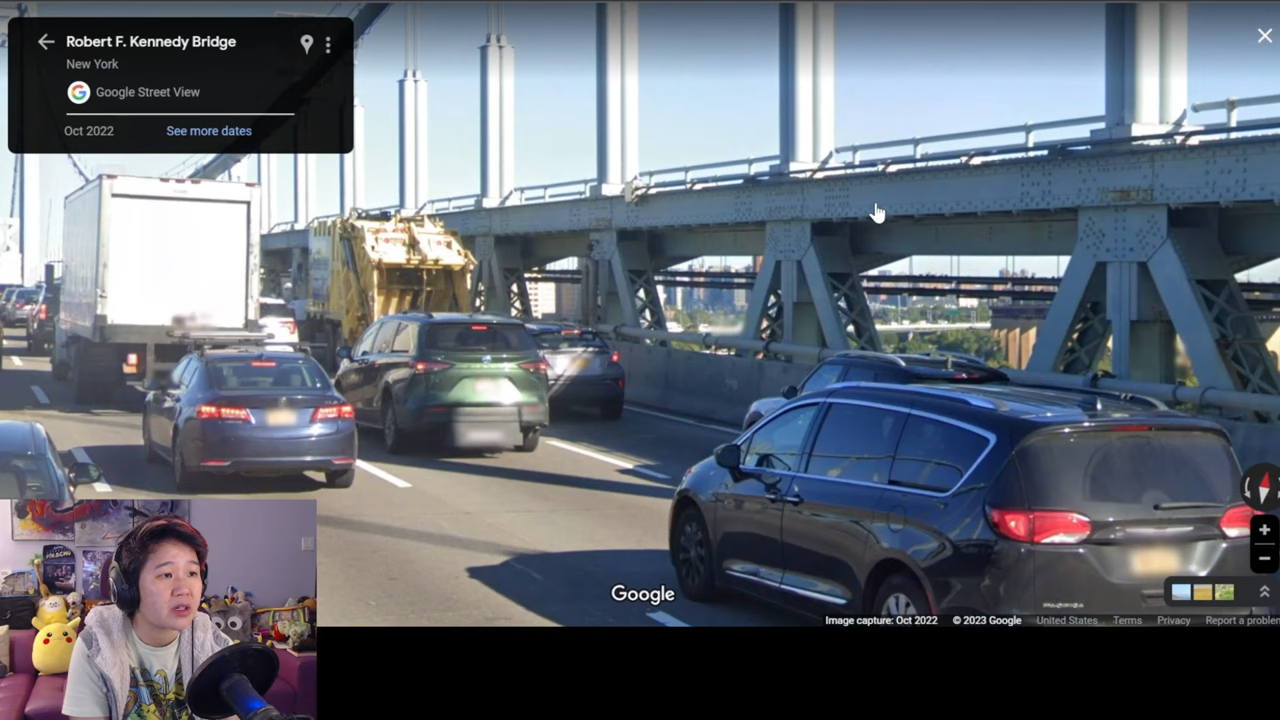 Robert F. Kennedy Bridge
New York
Google Street View
Oct 2022
See more dates
Google
Image capture: Oct 2022
© 2023 Google
United States
Terms
Privacy
Report a problem
PIKACHU